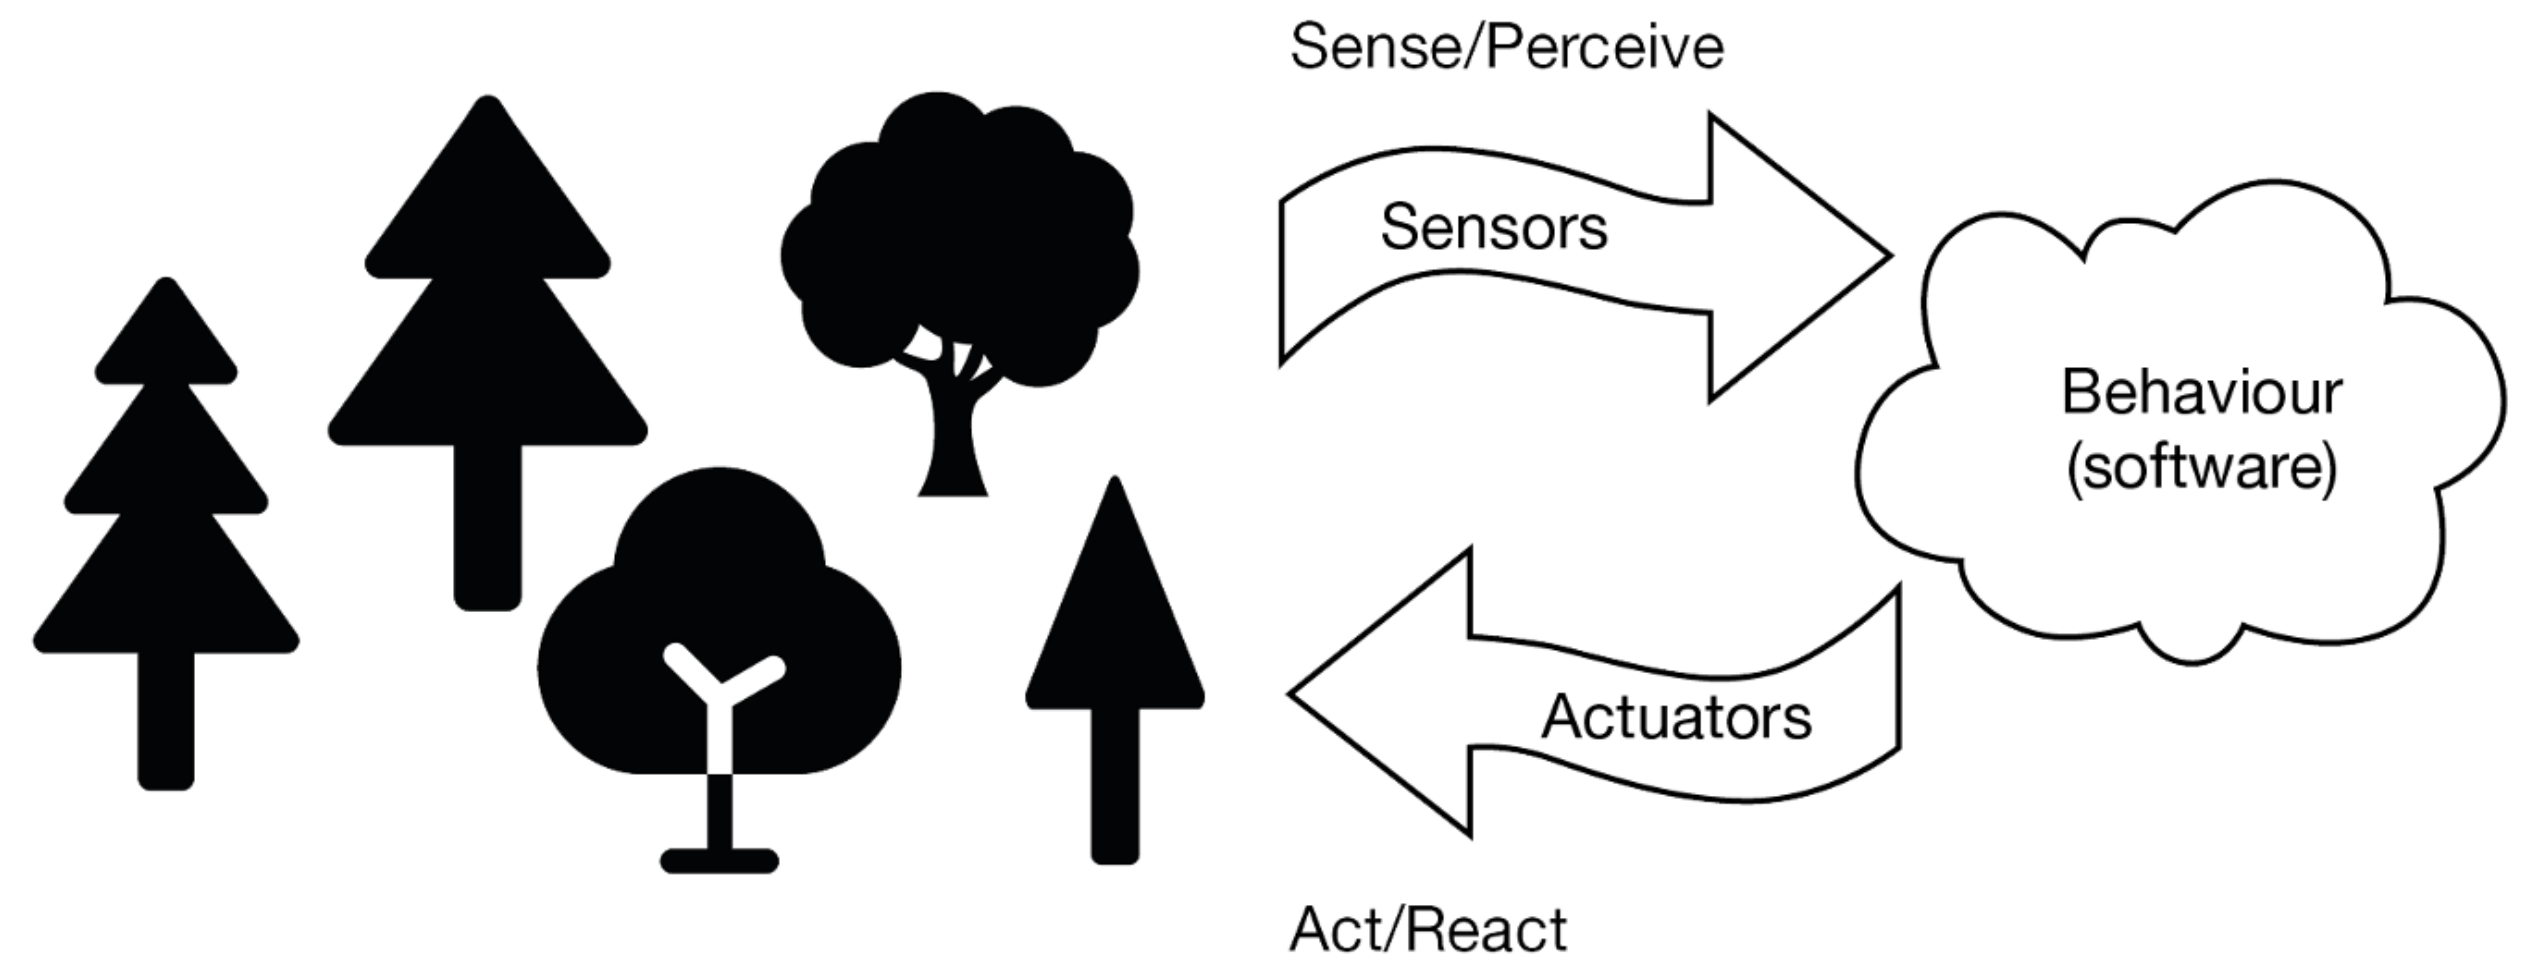 Sense/Perceive
Sensors
Behaviour
(software)
Actuators
Act/React